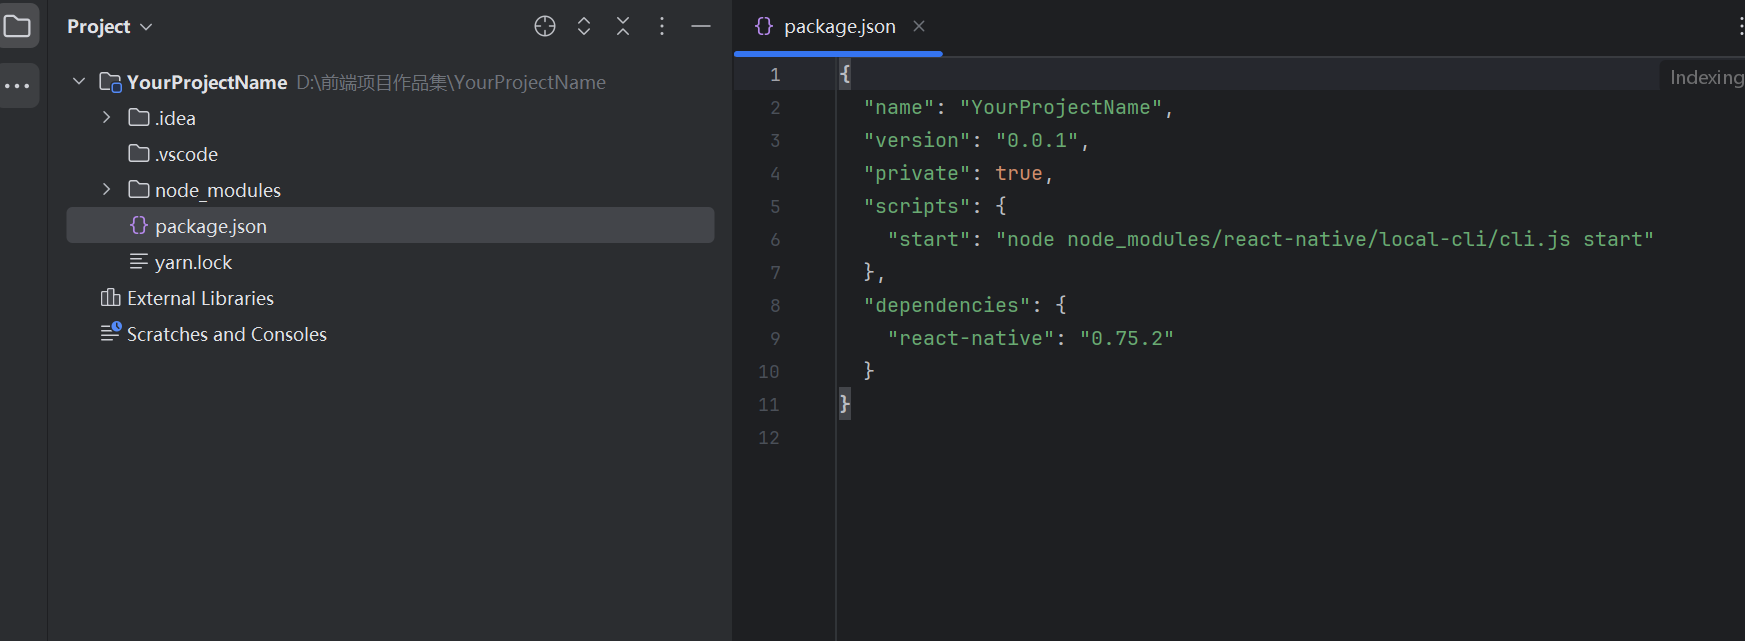 Project
YourProjectName D:\前端项目作品集\YourProjectName
.idea
.vscode
node_modules
package.json
yarn.lock
External Libraries
Scratches and Consoles
package.json
Indexing
1 {
2 "name": "YourProjectName",
3 "version": "0.0.1",
4 "private": true,
5 "scripts": {
6 "start": "node node_modules/react-native/local-cli/cli.js start"
7 },
8 "dependencies": {
9 "react-native": "0.75.2"
10 }
11 }
12